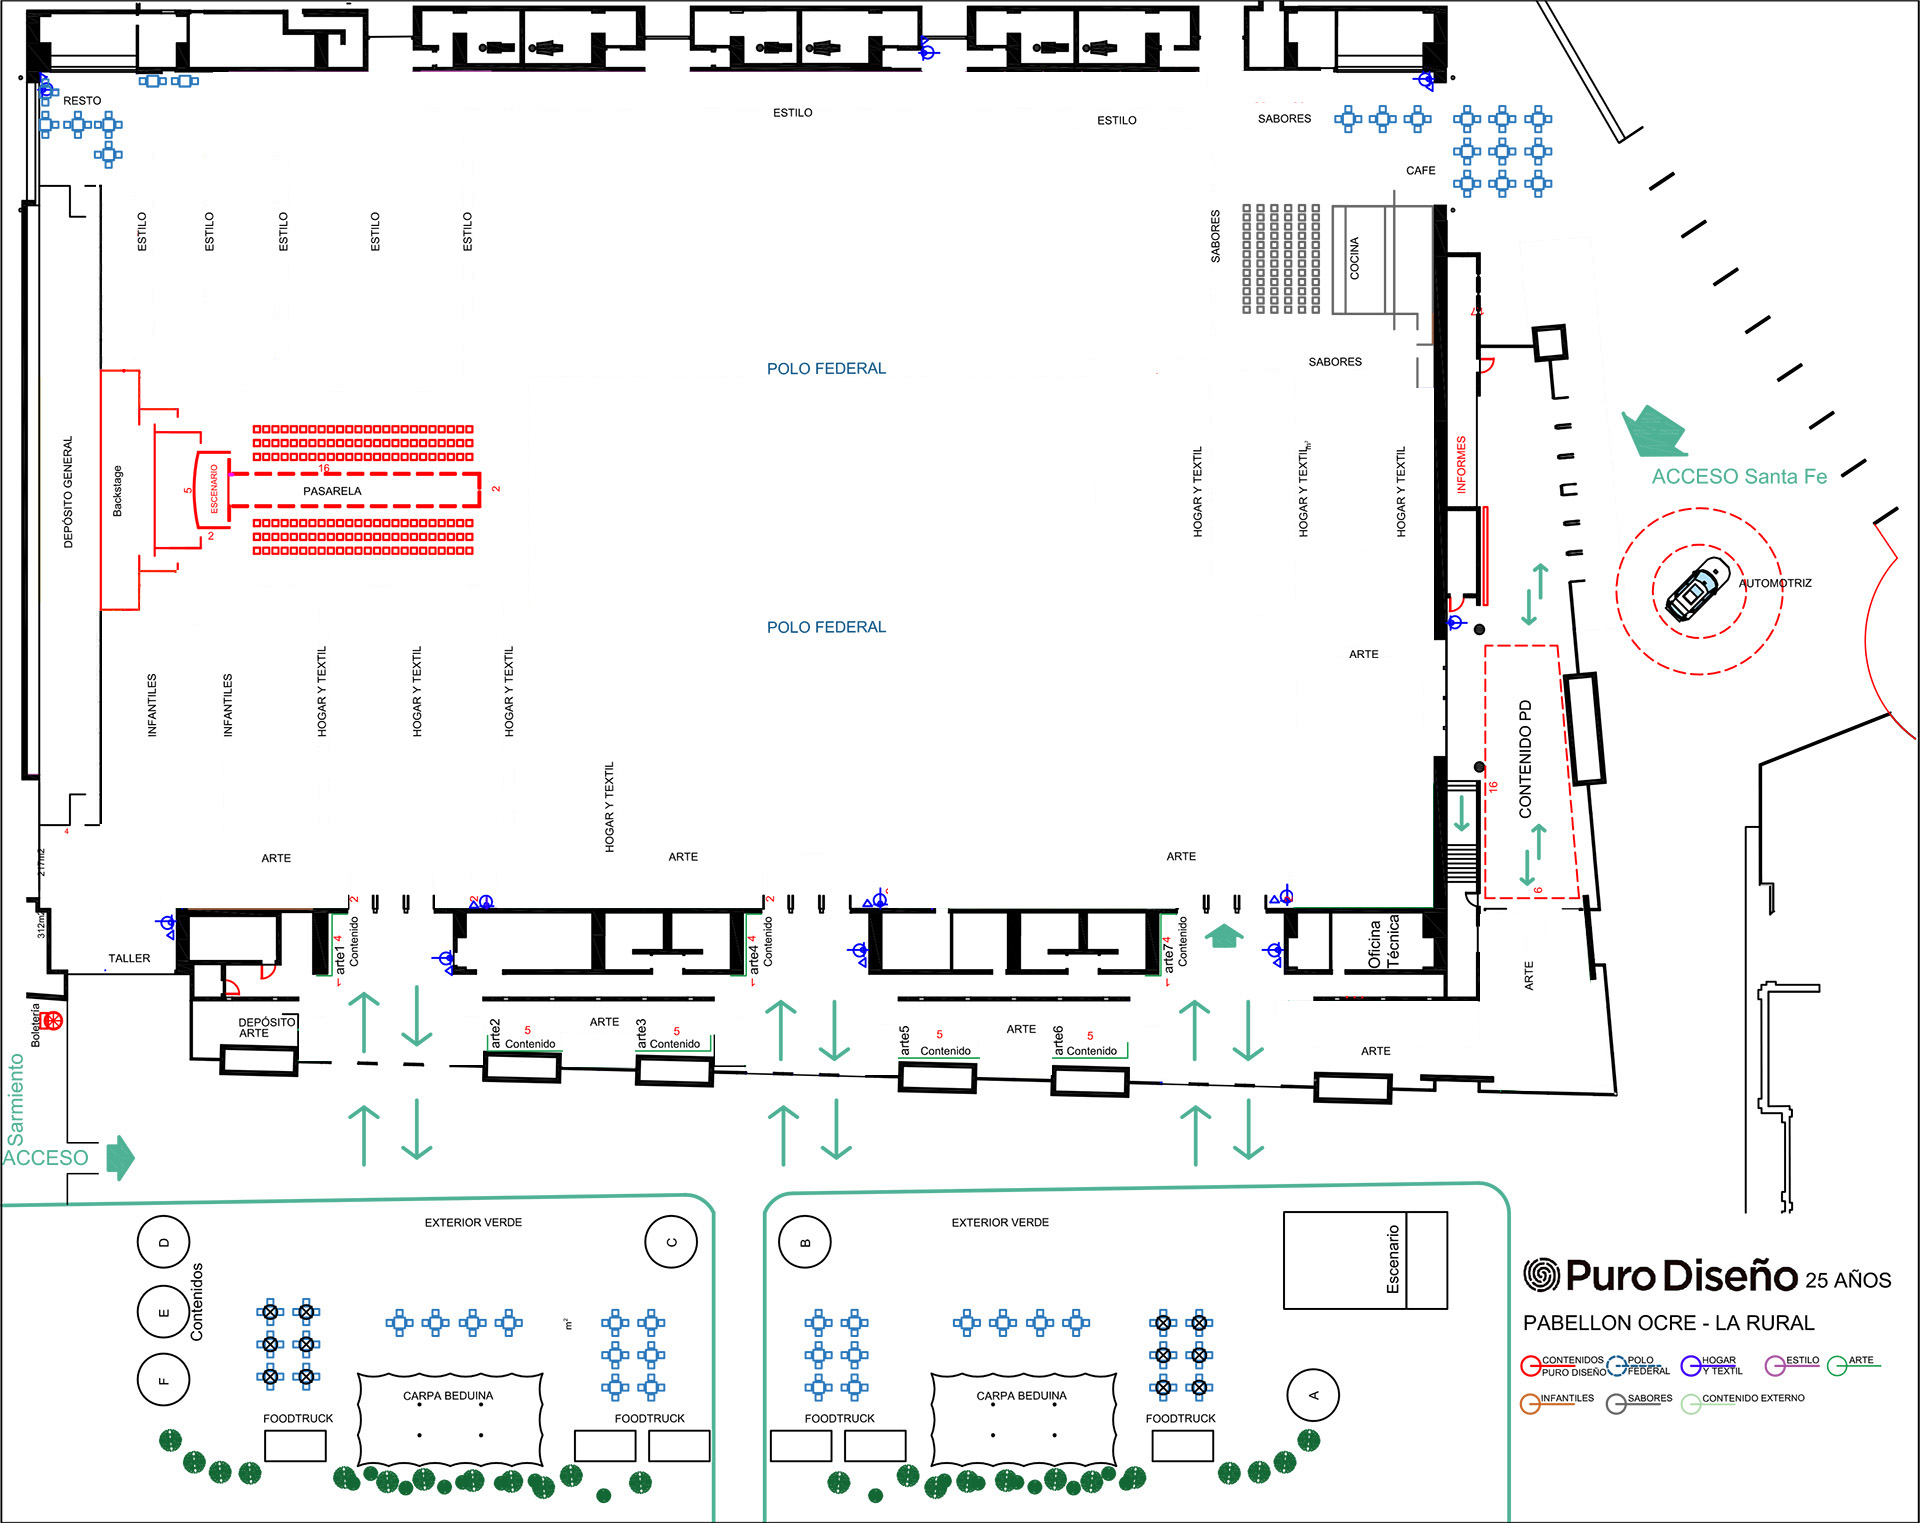 RESTO
ESTILO
ESTILO
SABORES
CAFE
ESTILO
ESTILO
ESTILO
ESTILO
ESTILO
SABORES
COCINA
SABORES
POLO FEDERAL
DEPÓSITO GENERAL
Backstage
5
ESCENARIO
2
16
PASARELA
2
HOGAR Y TEXTIL
HOGAR Y TEXTIL
m²
HOGAR Y TEXTIL
INFORMES
ACCESO Santa Fe
AUTOMOTRIZ
POLO FEDERAL
INFANTILES
INFANTILES
HOGAR Y TEXTIL
HOGAR Y TEXTIL
HOGAR Y TEXTIL
HOGAR Y TEXTIL
ARTE
CONTENIDO PD
16
6
4
217m2
312m2
ARTE
ARTE
ARTE
2
2
2
TALLER
arte1
4
Contenido
1
arte4
4
Contenido
1
arte7
4
Contenido
1
Oficina
Técnica
ARTE
Boletería
DEPÓSITO
ARTE
arte2
5
Contenido
ARTE
arte3
5
Contenido
arte5
5
Contenido
ARTE
arte6
5
Contenido
ARTE
Sarmiento
ACCESO
EXTERIOR VERDE
EXTERIOR VERDE
D
E
F
Contenidos
C
B
A
Escenario
m²
CARPA BEDUINA
CARPA BEDUINA
FOODTRUCK
FOODTRUCK
FOODTRUCK
FOODTRUCK
Puro Diseño 25 AÑOS
PABELLON OCRE - LA RURAL
CONTENIDOS
PURO DISEÑO
POLO
FEDERAL
HOGAR
Y TEXTIL
ESTILO
ARTE
INFANTILES
SABORES
CONTENIDO EXTERNO